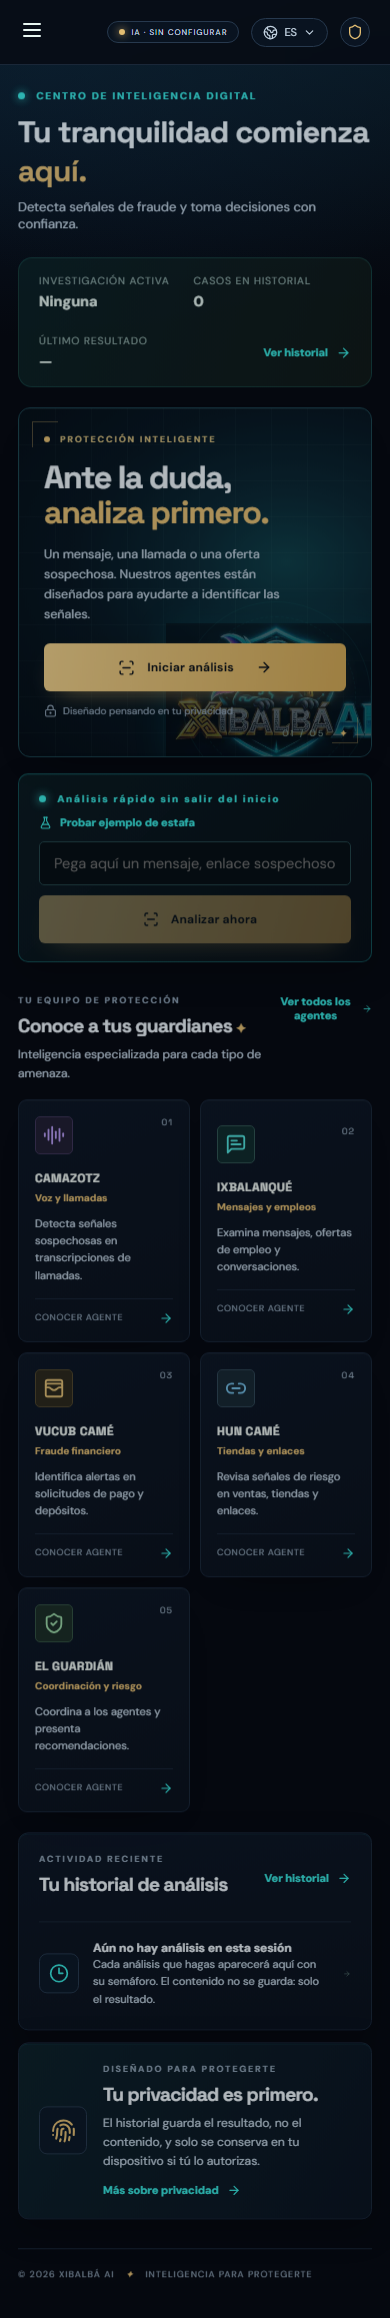 IA · SIN CONFIGURAR
ES
CENTRO DE INTELIGENCIA DIGITAL
Tu tranquilidad comienza
aquí.
Detecta señales de fraude y toma decisiones con
confianza.
INVESTIGACIÓN ACTIVA
Ninguna
CASOS EN HISTORIAL
0
ÚLTIMO RESULTADO
—
Ver historial
PROTECCIÓN INTELIGENTE
Ante la duda,
analiza primero.
Un mensaje, una llamada o una oferta
sospechosa. Nuestros agentes están
diseñados para ayudarte a identificar las
señales.
Iniciar análisis
Diseñado pensando en tu privacidad
XIBALBÁ AI
01 / 05
Análisis rápido sin salir del inicio
Probar ejemplo de estafa
Pega aquí un mensaje, enlace sospechoso
Analizar ahora
TU EQUIPO DE PROTECCIÓN
Conoce a tus guardianes
Ver todos los
agentes
Inteligencia especializada para cada tipo de
amenaza.
01
CAMAZOTZ
Voz y llamadas
Detecta señales
sospechosas en
transcripciones de
llamadas.
CONOCER AGENTE
02
IXBALANQUÉ
Mensajes y empleos
Examina mensajes, ofertas
de empleo y
conversaciones.
CONOCER AGENTE
03
VUCUB CAMÉ
Fraude financiero
Identifica alertas en
solicitudes de pago y
depósitos.
CONOCER AGENTE
04
HUN CAMÉ
Tiendas y enlaces
Revisa señales de riesgo
en ventas, tiendas y
enlaces.
CONOCER AGENTE
05
EL GUARDIÁN
Coordinación y riesgo
Coordina a los agentes y
presenta
recomendaciones.
CONOCER AGENTE
ACTIVIDAD RECIENTE
Tu historial de análisis
Ver historial
Aún no hay análisis en esta sesión
Cada análisis que hagas aparecerá aquí con
su semáforo. El contenido no se guarda: solo
el resultado.
DISEÑADO PARA PROTEGERTE
Tu privacidad es primero.
El historial guarda el resultado, no el
contenido, y solo se conserva en tu
dispositivo si tú lo autorizas.
Más sobre privacidad
© 2026 XIBALBÁ AI
INTELIGENCIA PARA PROTEGERTE